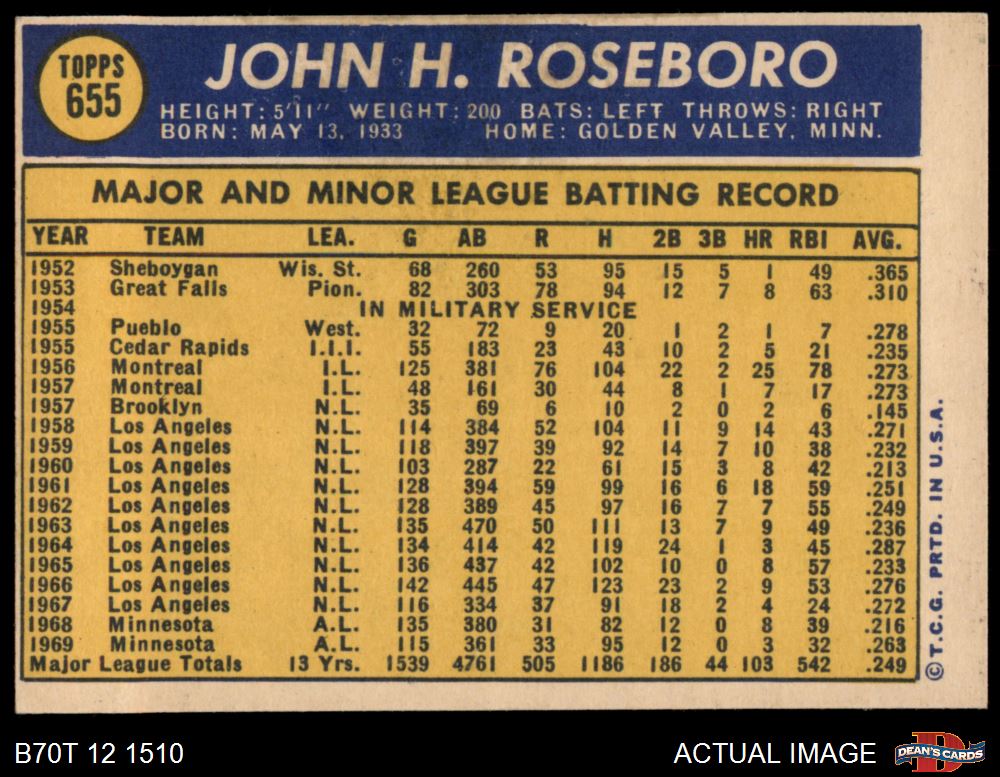 TOPPS
655
JOHN H. ROSEBORO
HEIGHT: 5'11" WEIGHT: 200 BATS: LEFT THROWS: RIGHT
BORN: MAY 13, 1933 HOME: GOLDEN VALLEY, MINN.
MAJOR AND MINOR LEAGUE BATTING RECORD
YEAR TEAM LEA. G AB R H 2B 3B HR RBI AVG.
1952 Sheboygan Wis. St. 68 260 53 95 15 5 1 49 .365
1953 Great Falls Pion. 82 303 78 94 12 7 8 63 .310
1954 IN MILITARY SERVICE
1955 Pueblo West. 32 72 9 20 1 2 1 7 .278
1955 Cedar Rapids I.I.I. 55 183 23 43 10 2 5 21 .235
1956 Montreal I.L. 125 381 76 104 22 2 25 78 .273
1957 Montreal I.L. 48 161 30 44 8 1 7 17 .273
1957 Brooklyn N.L. 35 69 6 10 2 0 2 6 .145
1958 Los Angeles N.L. 114 384 52 104 11 9 14 43 .271
1959 Los Angeles N.L. 118 397 39 92 14 7 10 38 .232
1960 Los Angeles N.L. 103 287 22 61 15 3 8 42 .213
1961 Los Angeles N.L. 128 394 59 99 16 6 18 59 .251
1962 Los Angeles N.L. 128 389 45 97 16 7 7 55 .249
1963 Los Angeles N.L. 135 470 50 111 13 7 9 49 .236
1964 Los Angeles N.L. 134 414 42 119 24 1 3 45 .287
1965 Los Angeles N.L. 136 437 42 102 10 0 8 57 .233
1966 Los Angeles N.L. 142 445 47 123 23 2 9 53 .276
1967 Los Angeles N.L. 116 334 37 91 18 2 4 24 .272
1968 Minnesota A.L. 135 380 31 82 12 0 8 39 .216
1969 Minnesota A.L. 115 361 33 95 12 0 3 32 .263
Major League Totals 13 Yrs. 1539 4761 505 1186 186 44 103 542 .249
© T.C.G. PRTD. IN U.S.A.
B70T 12 1510 ACTUAL IMAGE
DEAN'S CARDS